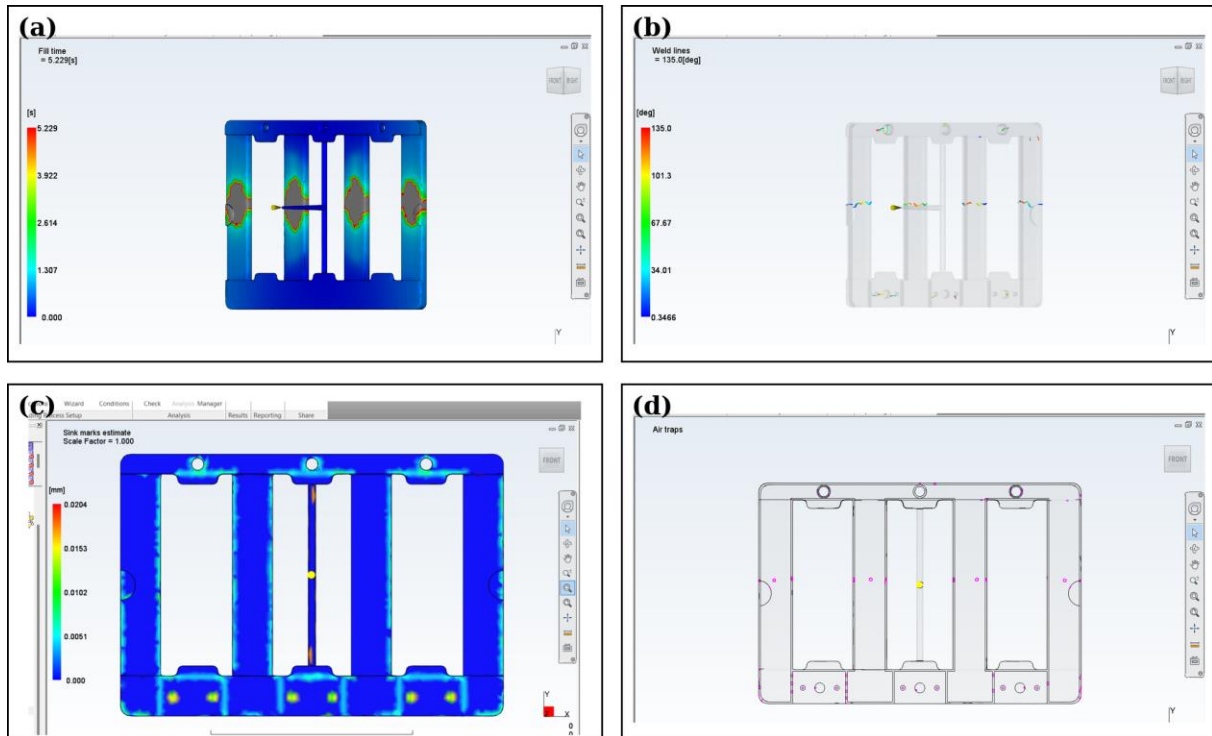 (a)
Fill time
= 5.229[s]
[s]
5.229
3.922
2.614
1.307
0.000
FRONT RIGHT
Y
(b)
Weld lines
= 135.0[deg]
[deg]
135.0
101.3
67.67
34.01
0.3466
FRONT RIGHT
Y
(c)
Wizard Conditions Check Analysis Manager
Process Setup Analysis Results Reporting Share
Sink marks estimate
Scale Factor = 1.000
[mm]
0.0204
0.0153
0.0102
0.0051
0.000
FRONT
Y
X
0
0
(d)
Air traps
FRONT
Y